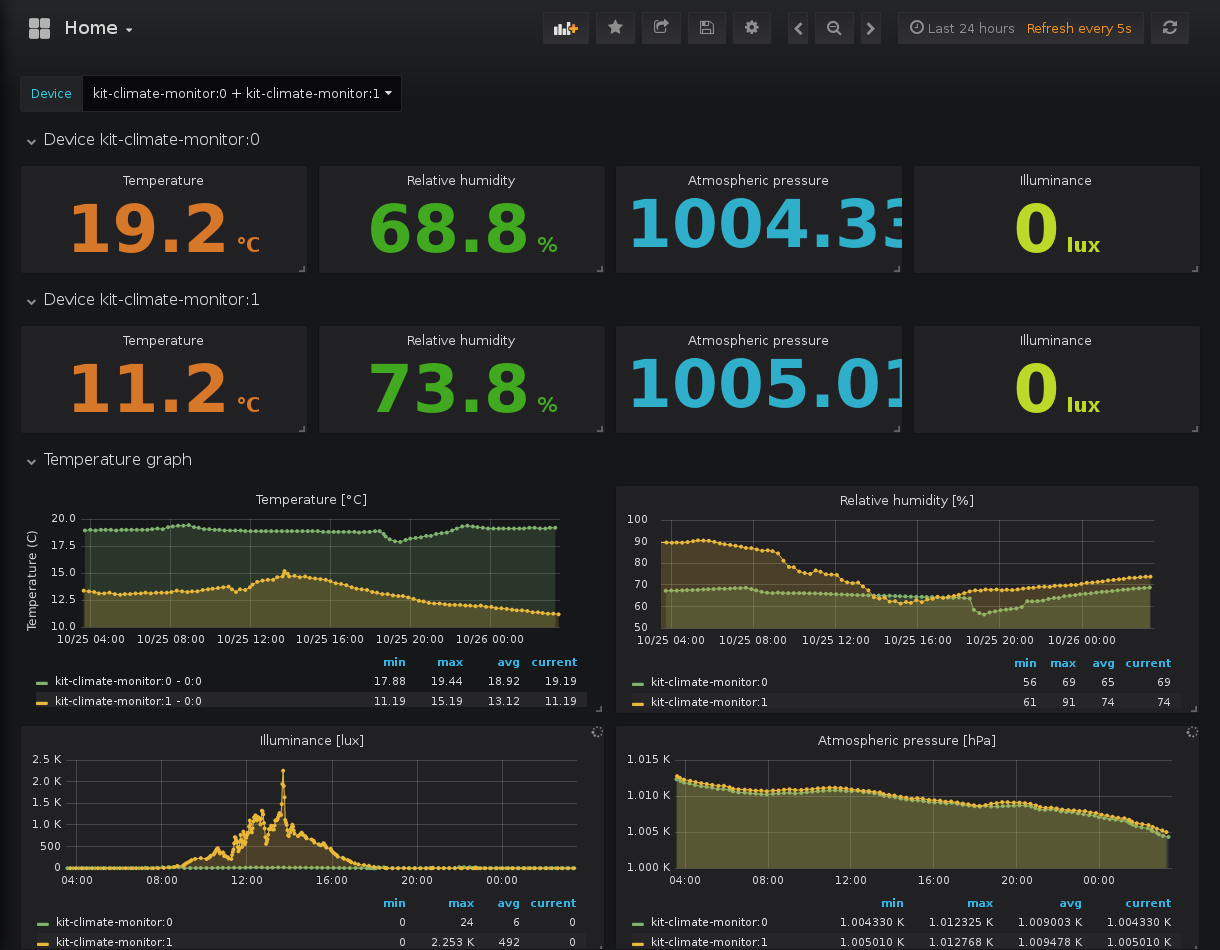 Home
Last 24 hours Refresh every 5s
Device kit-climate-monitor:0 + kit-climate-monitor:1
Device kit-climate-monitor:0
Temperature Relative humidity Atmospheric pressure Illuminance
19.2 °C 68.8 % 1004.33 0 lux
Device kit-climate-monitor:1
Temperature Relative humidity Atmospheric pressure Illuminance
11.2 °C 73.8 % 1005.01 0 lux
Temperature graph
Temperature [°C]
Temperature (C)
20.0
17.5
15.0
12.5
10.0
10/25 04:00 10/25 08:00 10/25 12:00 10/25 16:00 10/25 20:00 10/26 00:00
min max avg current
kit-climate-monitor:0 - 0:0 17.88 19.44 18.92 19.19
kit-climate-monitor:1 - 0:0 11.19 15.19 13.12 11.19
Relative humidity [%]
100
90
80
70
60
50
10/25 04:00 10/25 08:00 10/25 12:00 10/25 16:00 10/25 20:00 10/26 00:00
min max avg current
kit-climate-monitor:0 56 69 65 69
kit-climate-monitor:1 61 91 74 74
Illuminance [lux]
2.5 K
2.0 K
1.5 K
1.0 K
500
0
04:00 08:00 12:00 16:00 20:00 00:00
min max avg current
kit-climate-monitor:0 0 24 6 0
kit-climate-monitor:1 0 2.253 K 492 0
Atmospheric pressure [hPa]
1.015 K
1.010 K
1.005 K
1.000 K
04:00 08:00 12:00 16:00 20:00 00:00
min max avg current
kit-climate-monitor:0 1.004330 K 1.012325 K 1.009003 K 1.004330 K
kit-climate-monitor:1 1.005010 K 1.012768 K 1.009478 K 1.005010 K